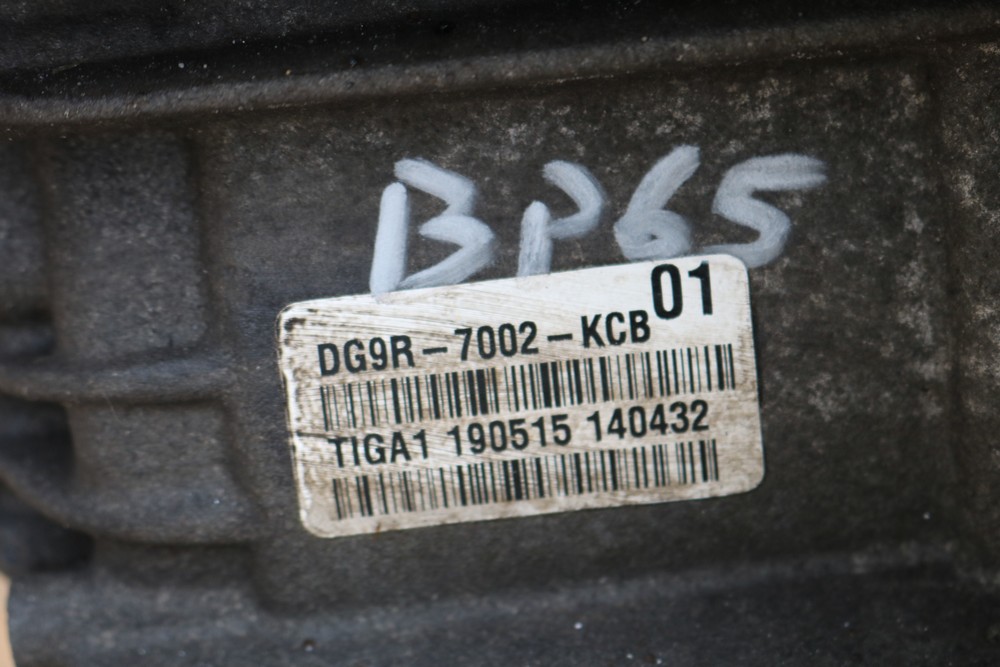 BP65
01
DG9R-7002-KCB
TIGA1 190515 140432